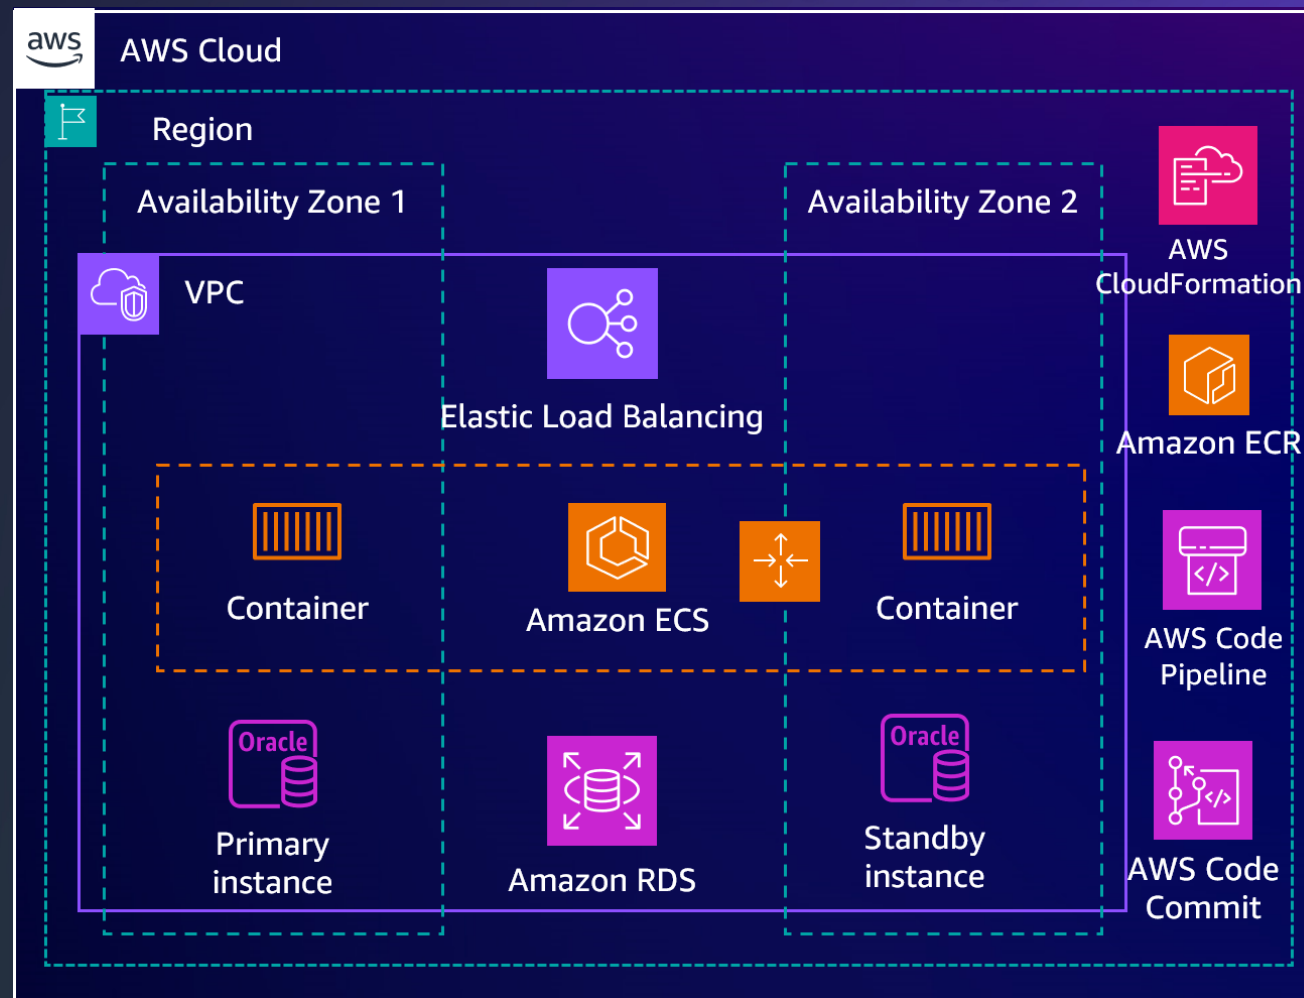 aws
AWS Cloud
Region
Availability Zone 1
Availability Zone 2
AWS
CloudFormation
VPC
Elastic Load Balancing
Amazon ECR
Container
Amazon ECS
Container
AWS Code
Pipeline
Oracle
Primary
instance
Amazon RDS
Oracle
Standby
instance
AWS Code
Commit